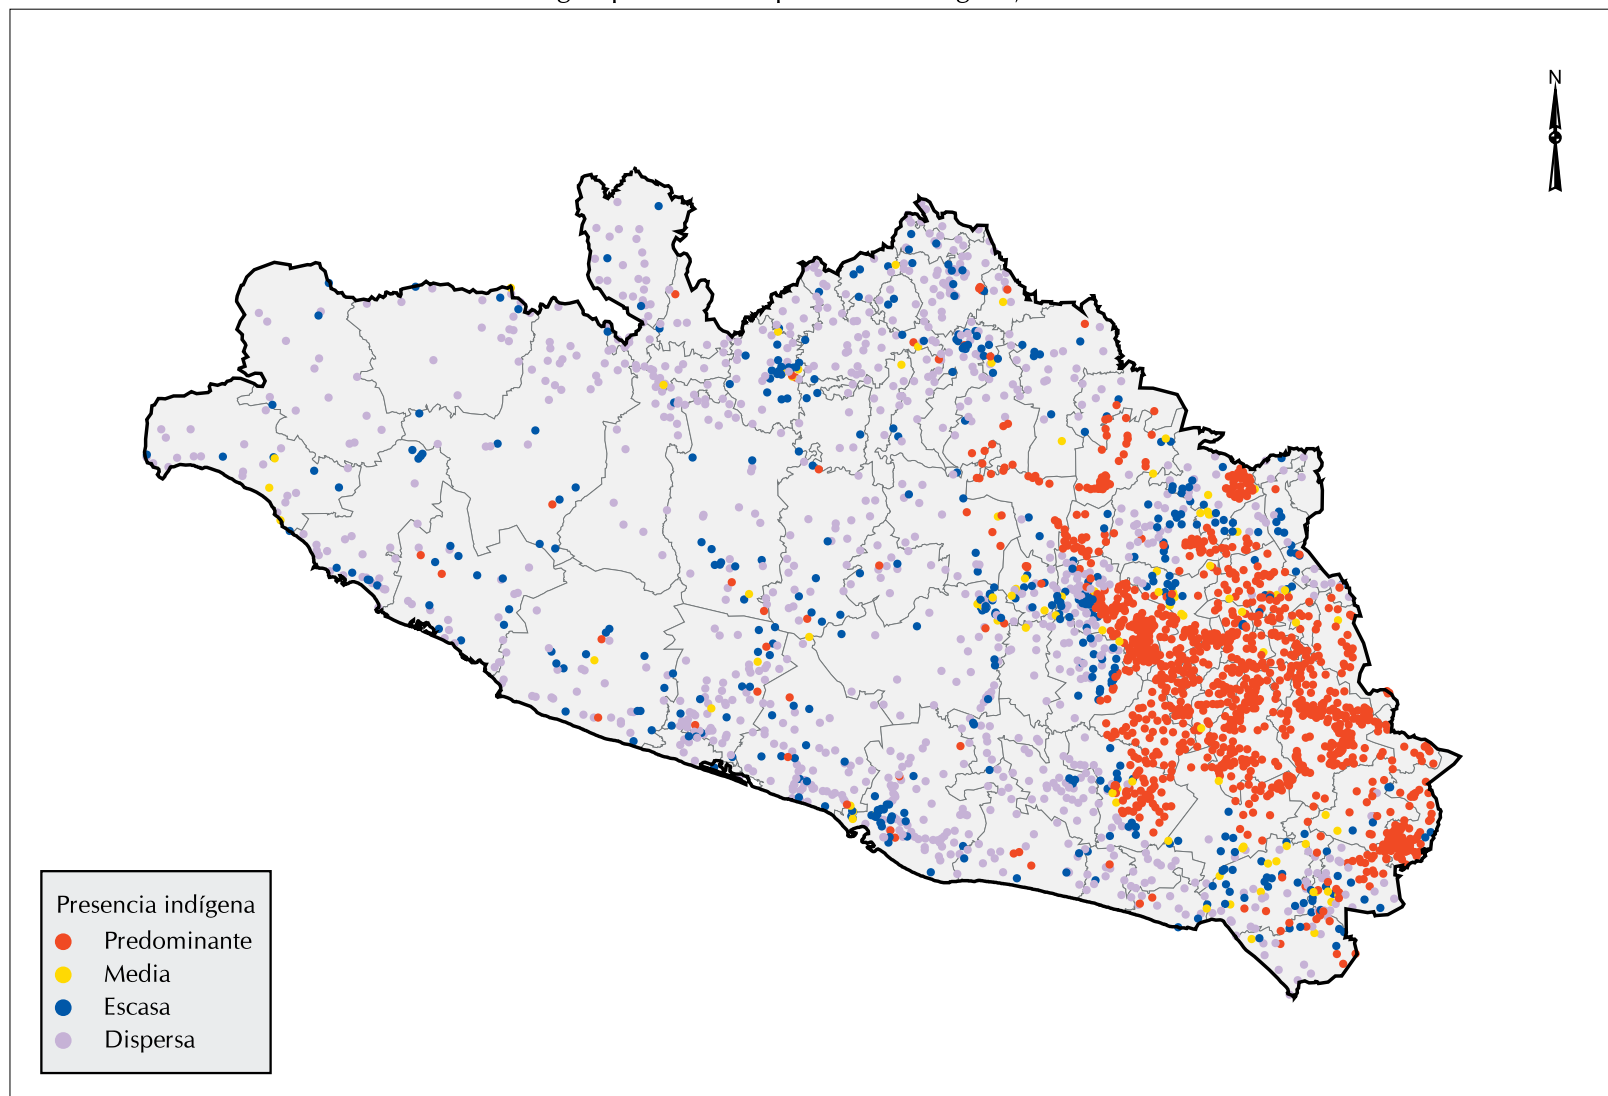 N
Presencia indígena
Predominante
Media
Escasa
Dispersa